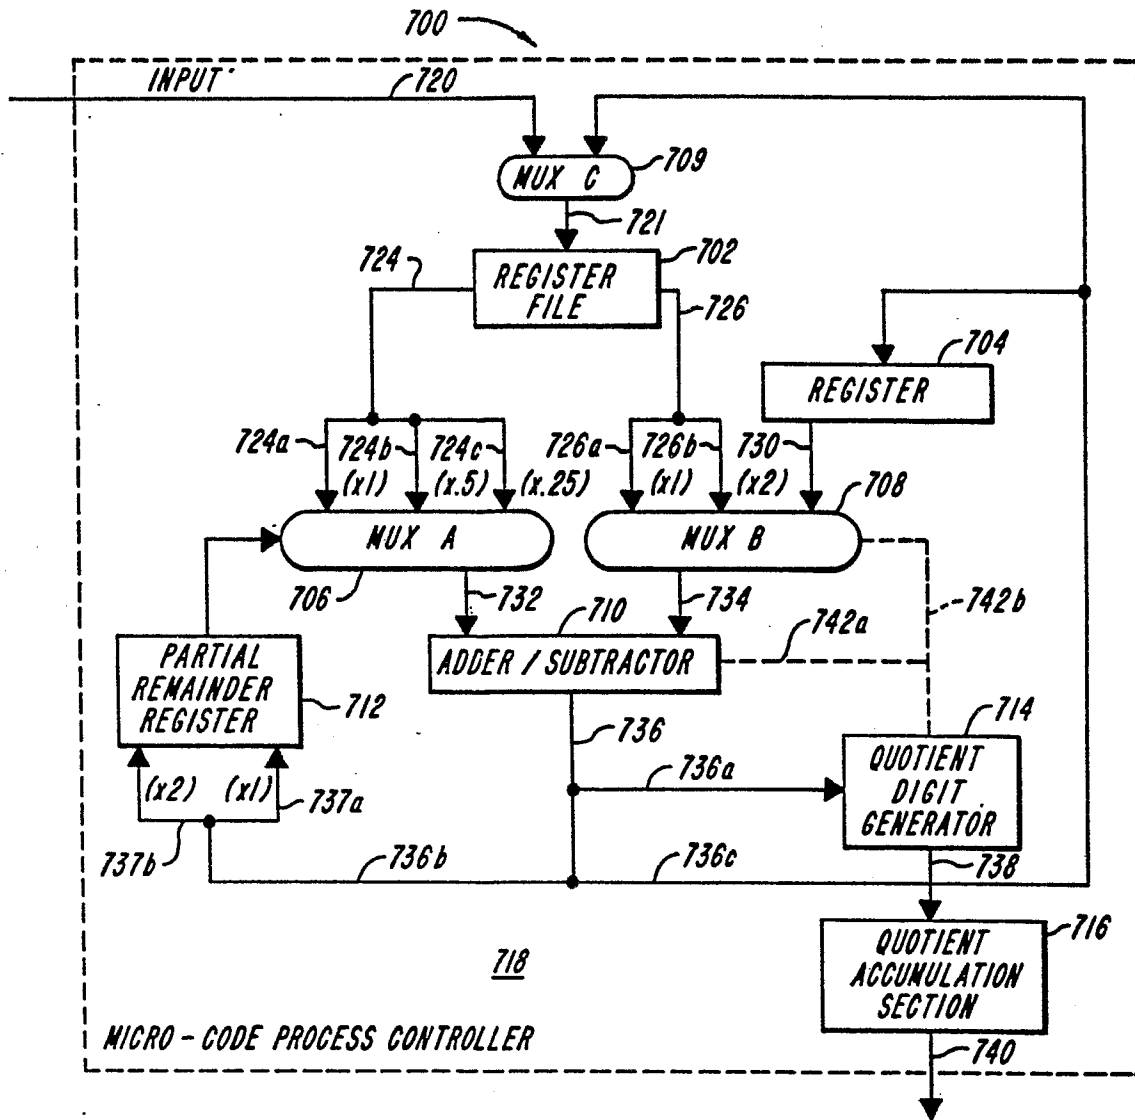 700
INPUT
720
MUX C
709
721
724
REGISTER
FILE
702
726
704
REGISTER
724a
724b
724c
(x1)
(x.5)
(x.25)
726a
726b
730
(x1)
(x2)
708
MUX A
MUX B
706
732
734
710
742a
742b
ADDER / SUBTRACTOR
PARTIAL
REMAINDER
REGISTER
712
736
714
QUOTIENT
DIGIT
GENERATOR
736a
(x2)
(x1)
737a
737b
736b
736c
738
716
QUOTIENT
ACCUMULATION
SECTION
718
MICRO-CODE PROCESS CONTROLLER
740